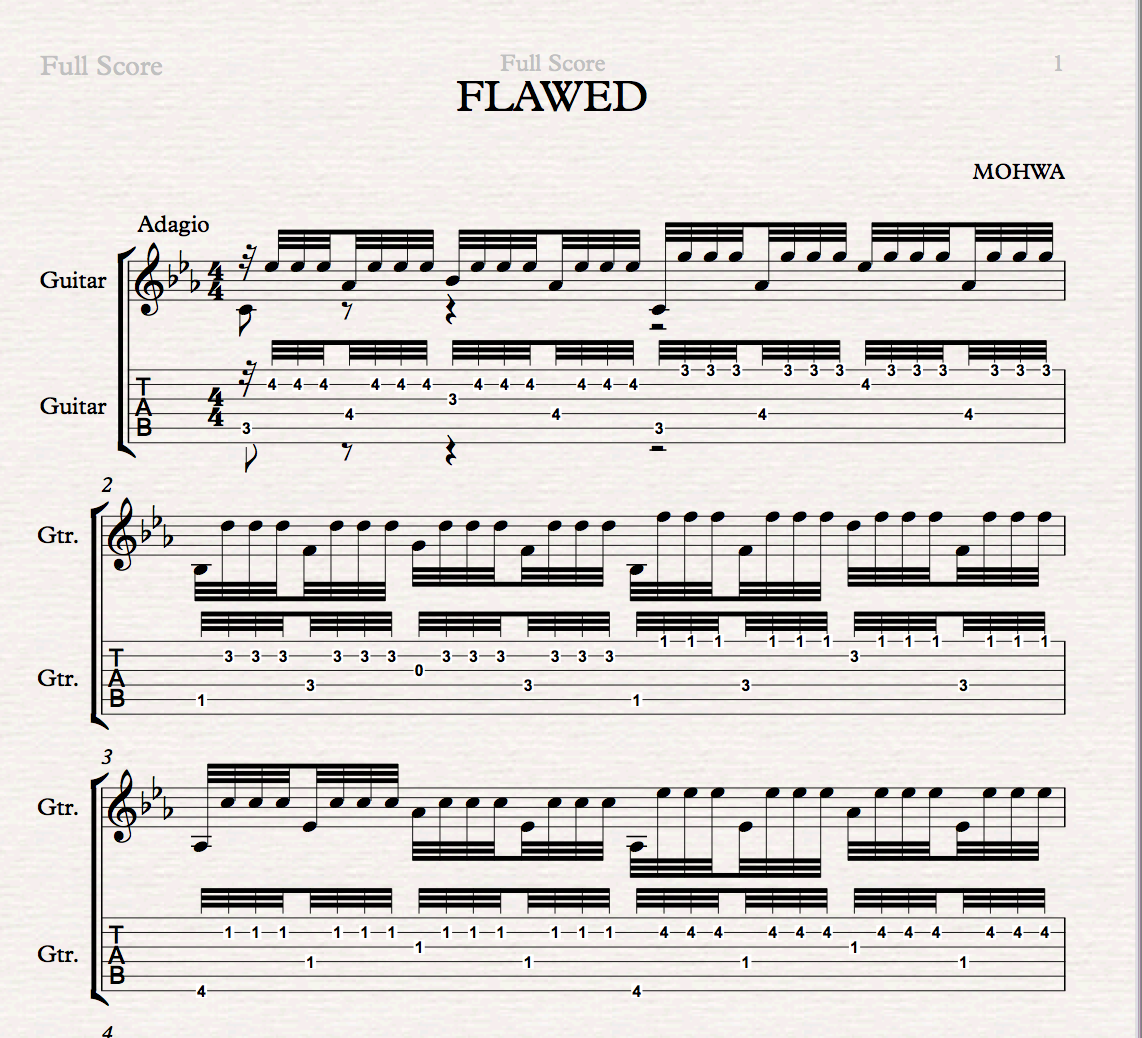 Full Score Full Score 1
FLAWED
MOHWA
Adagio
Guitar
4
4
Guitar
T
A
B
4
4
3 4 4 4 4 4 4 4 3 4 4 4 4 4 4 4 3 3 3 3 4 3 3 3 4 3 3 3 4 3 3 3
2
Gtr.
Gtr.
T
A
B
1 3 3 3 3 3 3 3 0 3 3 3 3 3 3 3 1 1 1 1 3 1 1 1 3 1 1 1 3 1 1 1
3
Gtr.
Gtr.
T
A
B
4 1 1 1 1 1 1 1 1 1 1 1 1 1 1 1 4 4 4 4 1 4 4 4 1 4 4 4 1 4 4 4
4